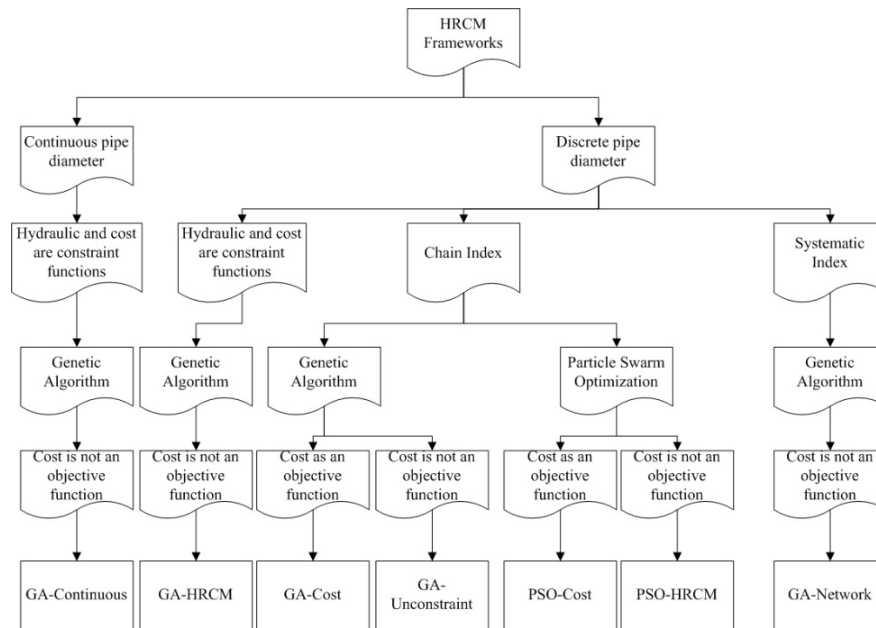 HRCM
Frameworks
Continuous pipe
diameter
Discrete pipe
diameter
Hydraulic and cost
are constraint
functions
Hydraulic and cost
are constraint
functions
Chain Index
Systematic
Index
Genetic
Algorithm
Genetic
Algorithm
Genetic
Algorithm
Particle Swarm
Optimization
Genetic
Algorithm
Cost is not an
objective
function
Cost is not an
objective
function
Cost as an
objective
function
Cost is not an
objective
function
Cost as an
objective
function
Cost is not an
objective
function
Cost is not an
objective
function
GA-Continuous
GA-HRCM
GA-Cost
GA-
Unconstraint
PSO-Cost
PSO-HRCM
GA-Network